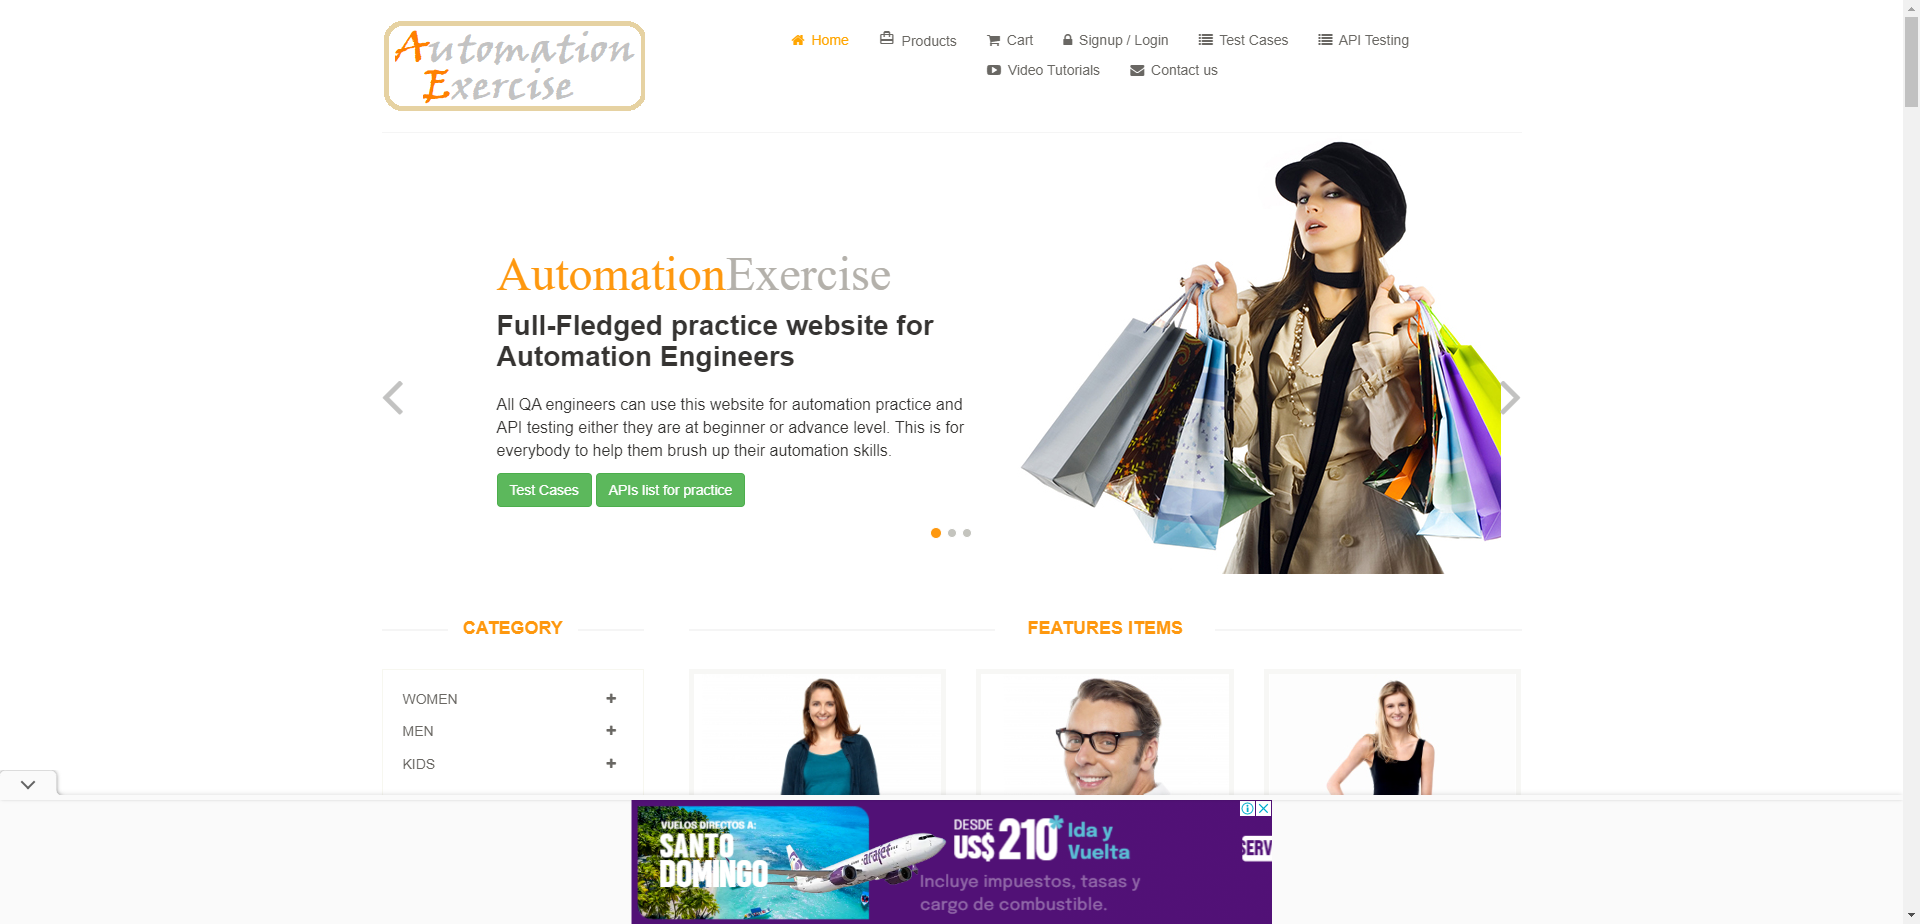 Automation
Exercise
Home
Products
Cart
Signup / Login
Test Cases
API Testing
Video Tutorials
Contact us
AutomationExercise
Full-Fledged practice website for
Automation Engineers
All QA engineers can use this website for automation practice and
API testing either they are at beginner or advance level. This is for
everybody to help them brush up their automation skills.
Test Cases
APIs list for practice
CATEGORY
FEATURES ITEMS
WOMEN
MEN
KIDS
VUELOS DIRECTOS A:
SANTO
DOMINGO
arajet
DESDE
US$ 210*
Ida y
Vuelta
Incluye impuestos, tasas y
cargo de combustible.